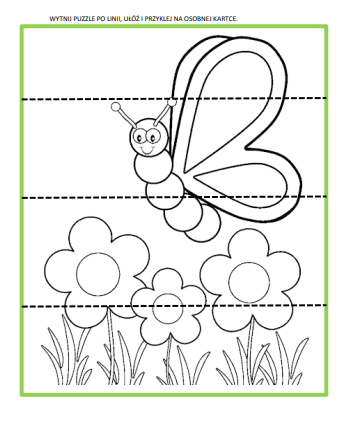 WYTNIJ PUZZLE PO LINII, UŁÓŻ I PRZYKLEJ NA OSOBNEJ KARTCE.